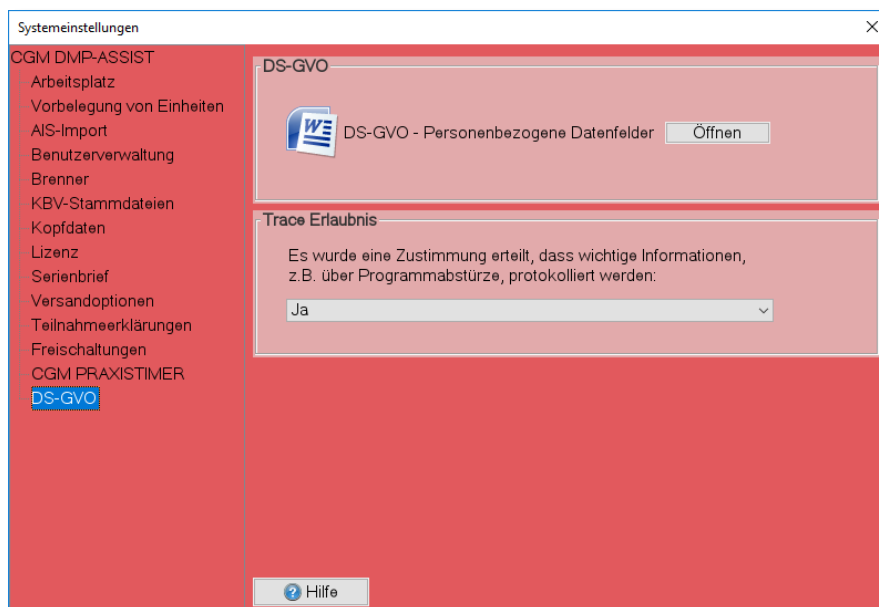 Systemeinstellungen
CGM DMP-ASSIST
Arbeitsplatz
Vorbelegung von Einheiten
AIS-Import
Benutzerverwaltung
Brenner
KBV-Stammdateien
Kopfdaten
Lizenz
Serienbrief
Versandoptionen
Teilnahmeerklärungen
Freischaltungen
CGM PRAXISTIMER
DS-GVO
DS-GVO
W
DS-GVO - Personenbezogene Datenfelder Öffnen
Trace Erlaubnis
Es wurde eine Zustimmung erteilt, dass wichtige Informationen,
z.B. über Programmabstürze, protokolliert werden:
Ja
? Hilfe